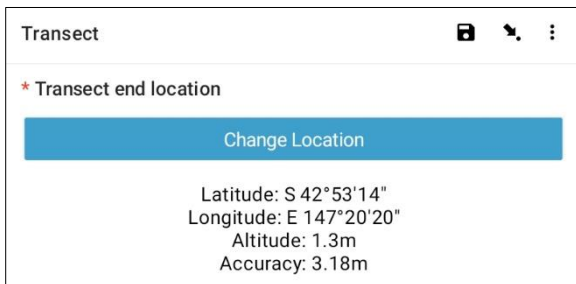 Transect
* Transect end location
Change Location
Latitude: S 42°53'14"
Longitude: E 147°20'20"
Altitude: 1.3m
Accuracy: 3.18m